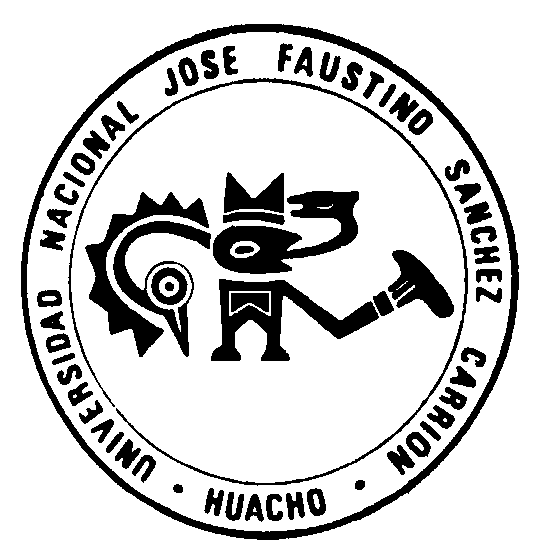 UNIVERSIDAD NACIONAL JOSE FAUSTINO SANCHEZ CARRION
• HUACHO •